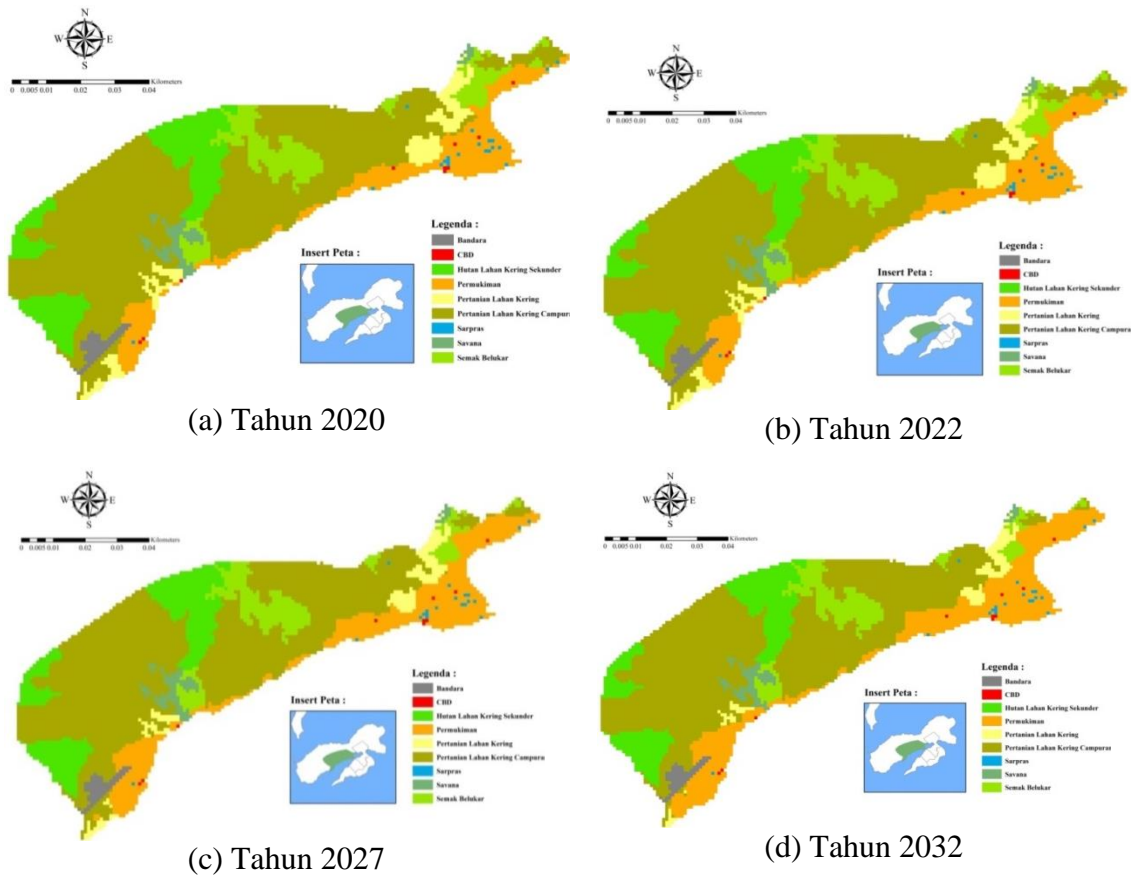 N
W E
S
Kilometers
0 0.005 0.01 0.02 0.03 0.04
Legenda :
Bandara
CBD
Hutan Lahan Kering Sekunder
Permukiman
Pertanian Lahan Kering
Pertanian Lahan Kering Campura
Sarpras
Savana
Semak Belukar
Insert Peta :
(a) Tahun 2020
N
W E
S
Kilometers
0 0.005 0.01 0.02 0.03 0.04
Legenda :
Bandara
CBD
Hutan Lahan Kering Sekunder
Permukiman
Pertanian Lahan Kering
Pertanian Lahan Kering Campura
Sarpras
Savana
Semak Belukar
Insert Peta :
(b) Tahun 2022
N
W E
S
Kilometers
0 0.005 0.01 0.02 0.03 0.04
Legenda :
Bandara
CBD
Hutan Lahan Kering Sekunder
Permukiman
Pertanian Lahan Kering
Pertanian Lahan Kering Campura
Sarpras
Savana
Semak Belukar
Insert Peta :
(c) Tahun 2027
N
W E
S
Kilometers
0 0.005 0.01 0.02 0.03 0.04
Legenda :
Bandara
CBD
Hutan Lahan Kering Sekunder
Permukiman
Pertanian Lahan Kering
Pertanian Lahan Kering Campuran
Sarpras
Savana
Semak Belukar
Insert Peta :
(d) Tahun 2032